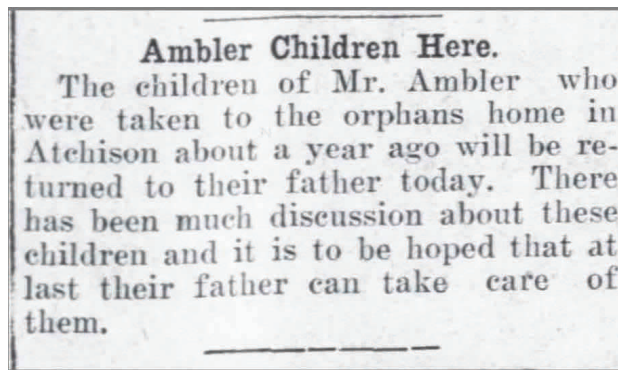 Ambler Children Here.
The children of Mr. Ambler who
were taken to the orphans home in
Atchison about a year ago will be re-
turned to their father today. There
has been much discussion about these
children and it is to be hoped that at
last their father can take care of
them.